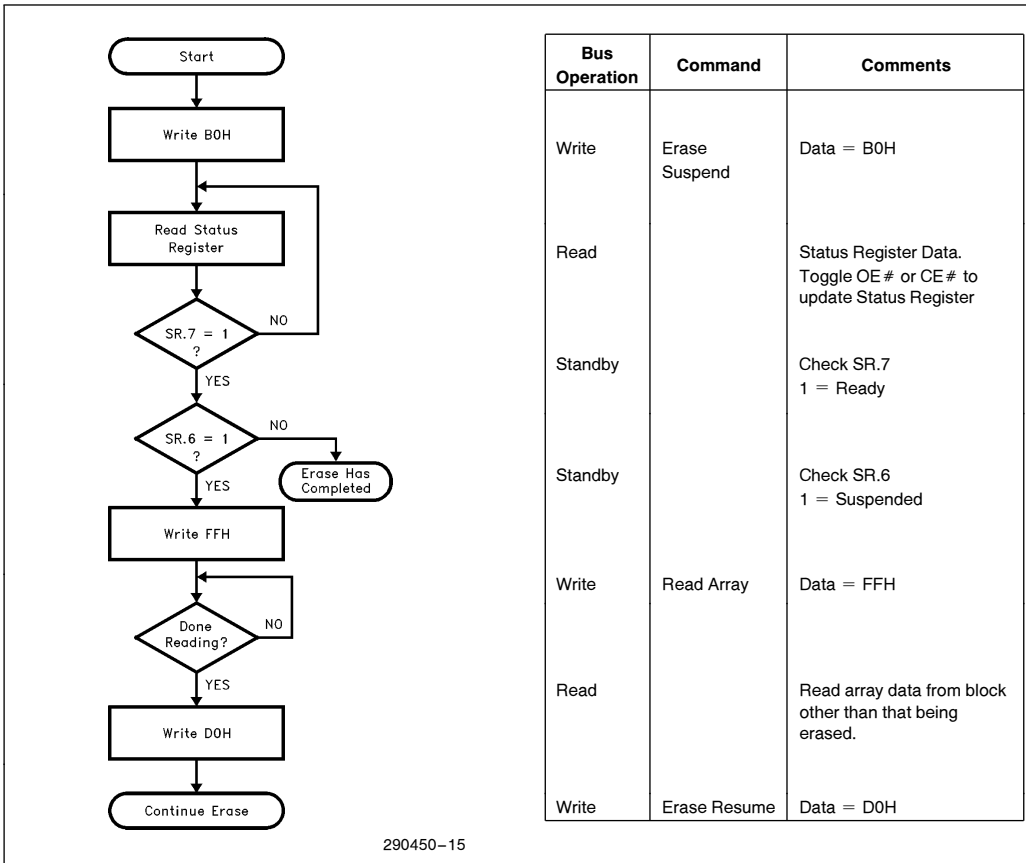 Start
Write B0H
Read Status
Register
SR.7 = 1
?
NO
YES
SR.6 = 1
?
NO
Erase Has
Completed
YES
Write FFH
Done
Reading?
NO
YES
Write D0H
Continue Erase
290450-15
Bus
Operation
Command
Comments
Write
Erase
Suspend
Data = B0H
Read
Status Register Data.
Toggle OE# or CE# to
update Status Register
Standby
Check SR.7
1 = Ready
Standby
Check SR.6
1 = Suspended
Write
Read Array
Data = FFH
Read
Read array data from block
other than that being
erased.
Write
Erase Resume
Data = D0H